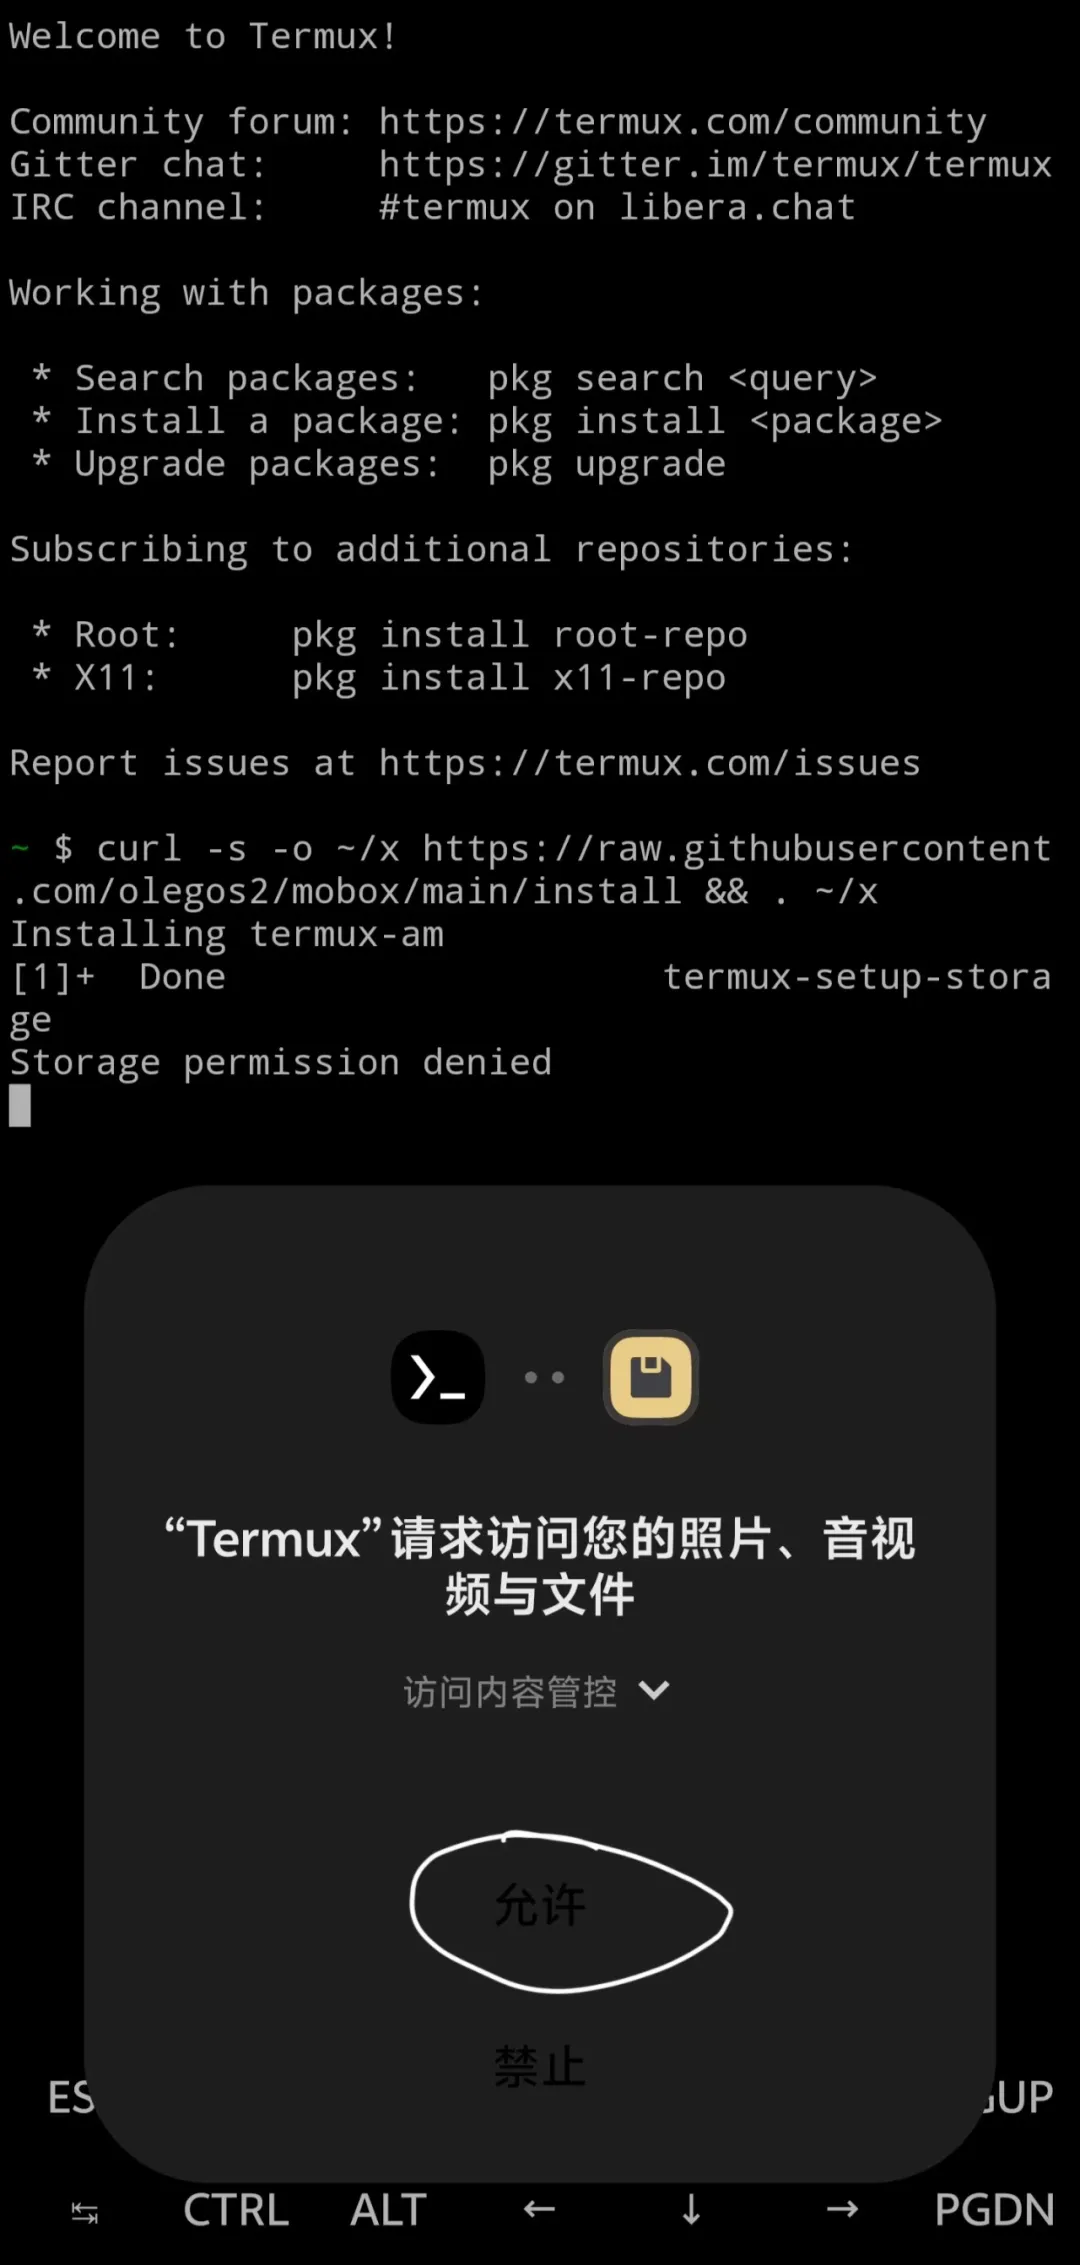 Welcome to Termux!
Community forum: https://termux.com/community
Gitter chat:     https://gitter.im/termux/termux
IRC channel:     #termux on libera.chat
Working with packages:
 * Search packages:   pkg search <query>
 * Install a package: pkg install <package>
 * Upgrade packages:  pkg upgrade
Subscribing to additional repositories:
 * Root:     pkg install root-repo
 * X11:      pkg install x11-repo
Report issues at https://termux.com/issues
~ $ curl -s -o ~/x https://raw.githubusercontent
.com/olegos2/mobox/main/install && . ~/x
Installing termux-am
[1]+  Done                    termux-setup-stora
ge
Storage permission denied
“Termux”请求访问您的照片、音视
频与文件
访问内容管控
允许
禁止
ES GUP
CTRL ALT ← ↓ → PGDN